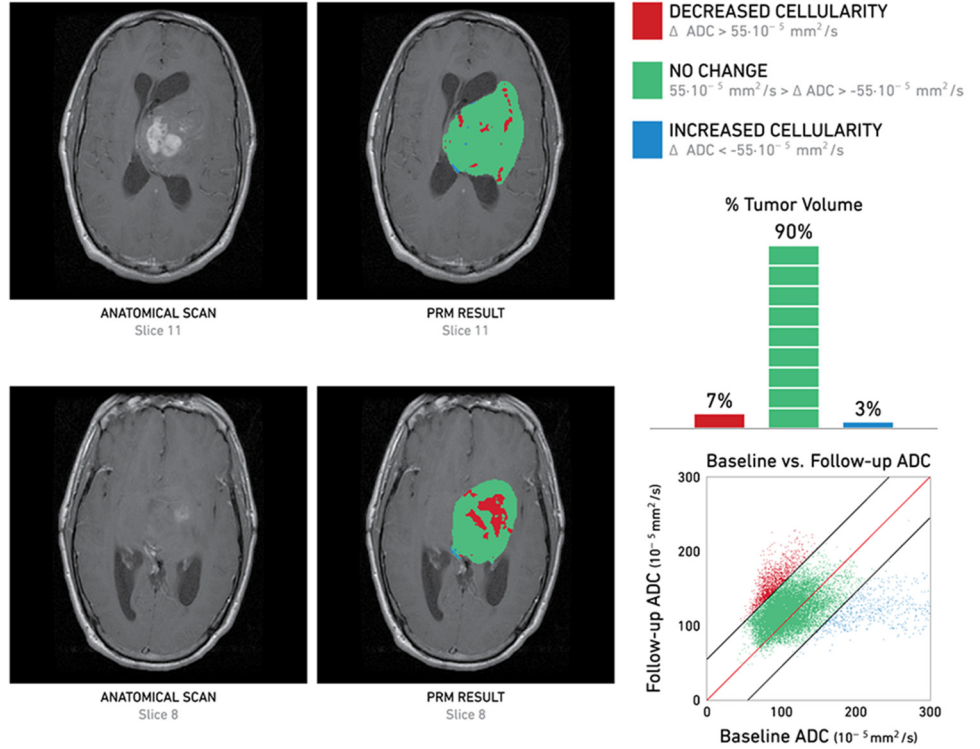 DECREASED CELLULARITY
Δ ADC > 55·10⁻⁵ mm²/s
NO CHANGE
55·10⁻⁵ mm²/s > Δ ADC > -55·10⁻⁵ mm²/s
INCREASED CELLULARITY
Δ ADC < -55·10⁻⁵ mm²/s
ANATOMICAL SCAN
Slice 11
PRM RESULT
Slice 11
% Tumor Volume
90%
7%
3%
ANATOMICAL SCAN
Slice 8
PRM RESULT
Slice 8
Baseline vs. Follow-up ADC
Follow-up ADC (10⁻⁵ mm²/s)
300
200
100
0
0 100 200 300
Baseline ADC (10⁻⁵ mm²/s)